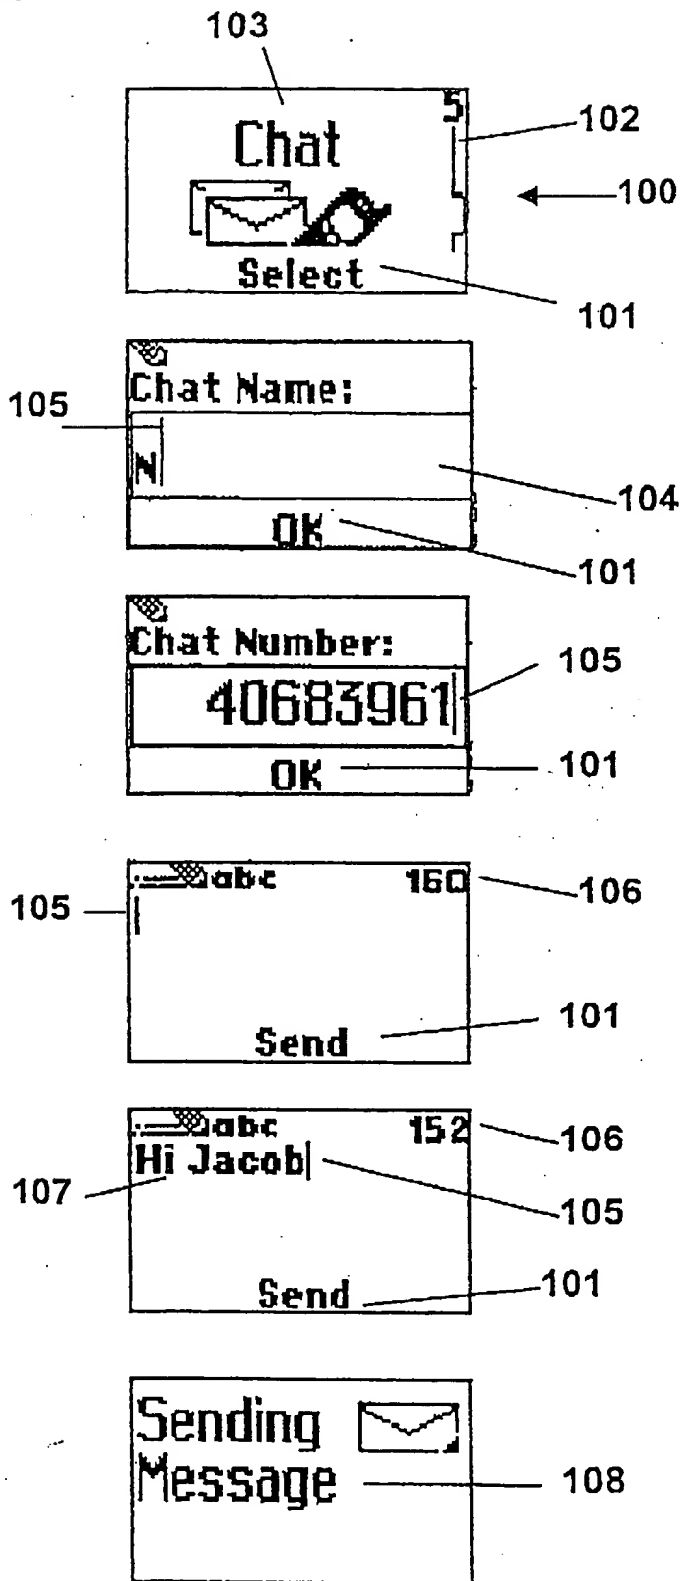 103
5
102
Chat
100
Select
101
Chat Name:
105
N
104
OK
101
Chat Number:
105
40683961
OK
101
abc 160
106
105
101
Send
abc 152
106
Hi Jacob
107
105
101
Send
Sending
Message
108